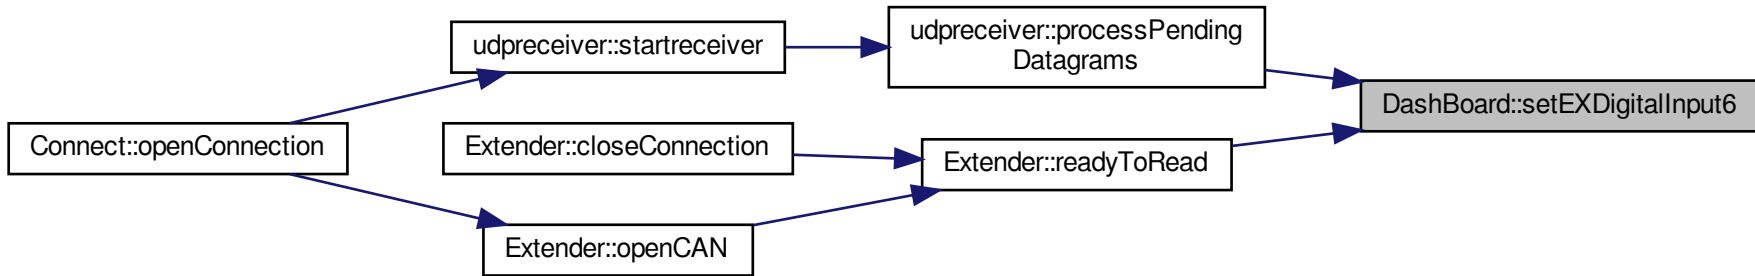 udpreceiver::startreceiver
udpreceiver::processPending
Datagrams
DashBoard::setEXDigitalInput6
Connect::openConnection
Extender::closeConnection
Extender::readyToRead
Extender::openCAN